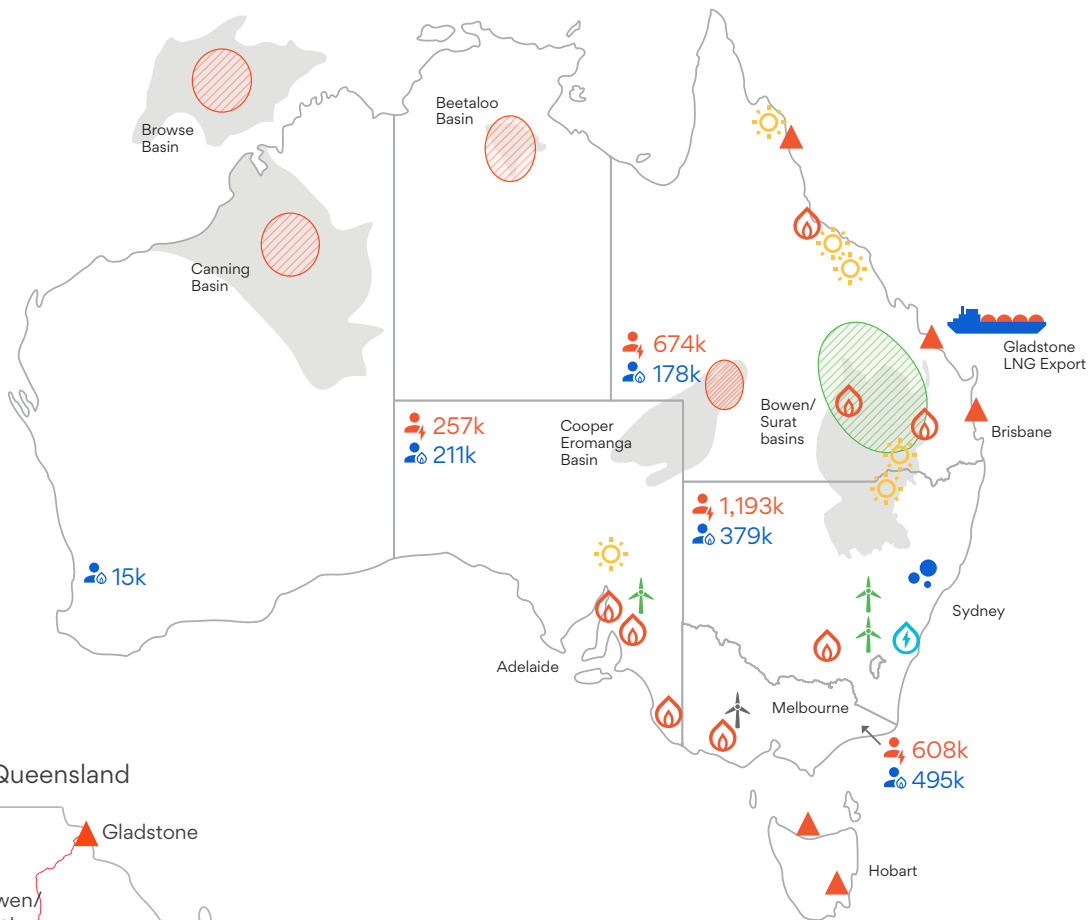 Browse
Basin
Beetaloo
Basin
Canning
Basin
674k
178k
Gladstone
LNG Export
257k
211k
Cooper
Eromanga
Basin
Bowen/
Surat
basins
Brisbane
1,193k
379k
15k
Sydney
Adelaide
Melbourne
608k
495k
Queensland
Gladstone
Hobart